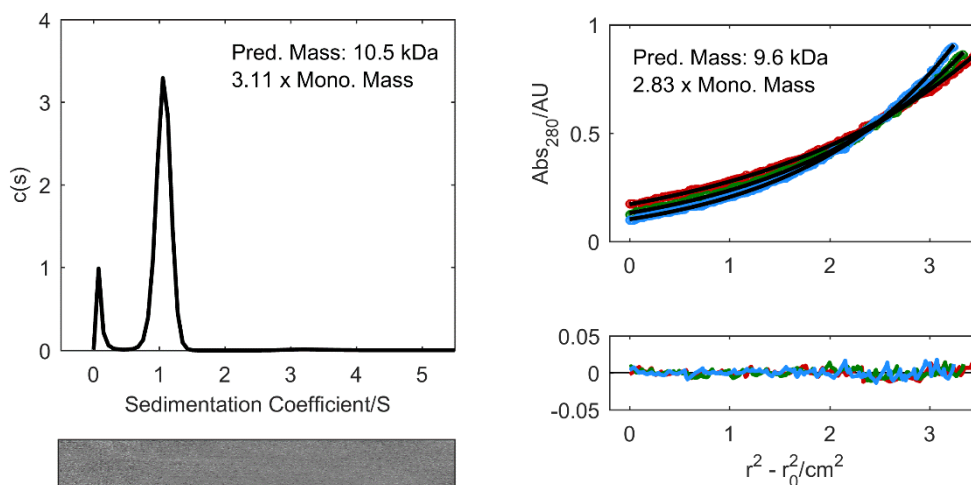 4
3
2
1
0
c(s)
Pred. Mass: 10.5 kDa
3.11 x Mono. Mass
0 1 2 3 4 5
Sedimentation Coefficient/S
1
0.5
0
Abs280/AU
Pred. Mass: 9.6 kDa
2.83 x Mono. Mass
0 1 2 3
0.05
0
-0.05
0 1 2 3
r² - r₀²/cm²